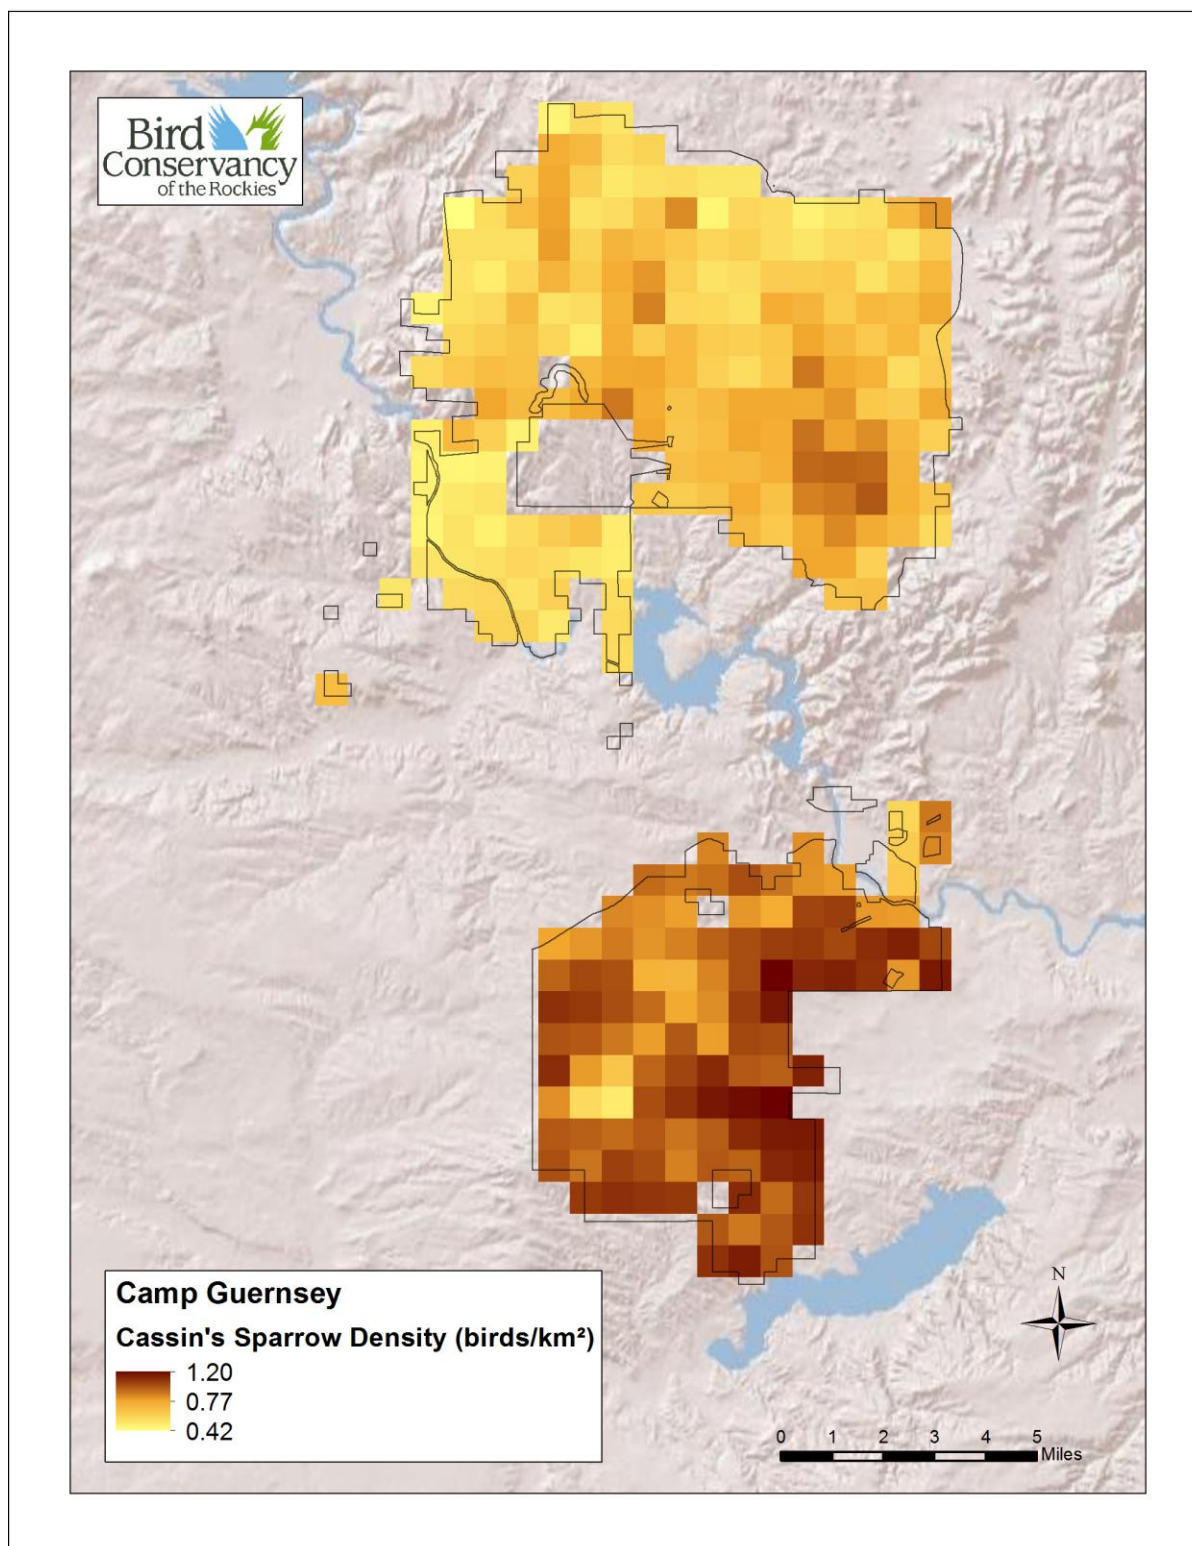 Bird
Conservancy
of the Rockies
Camp Guernsey
Cassin's Sparrow Density (birds/km²)
1.20
0.77
0.42
N
0 1 2 3 4 5
Miles